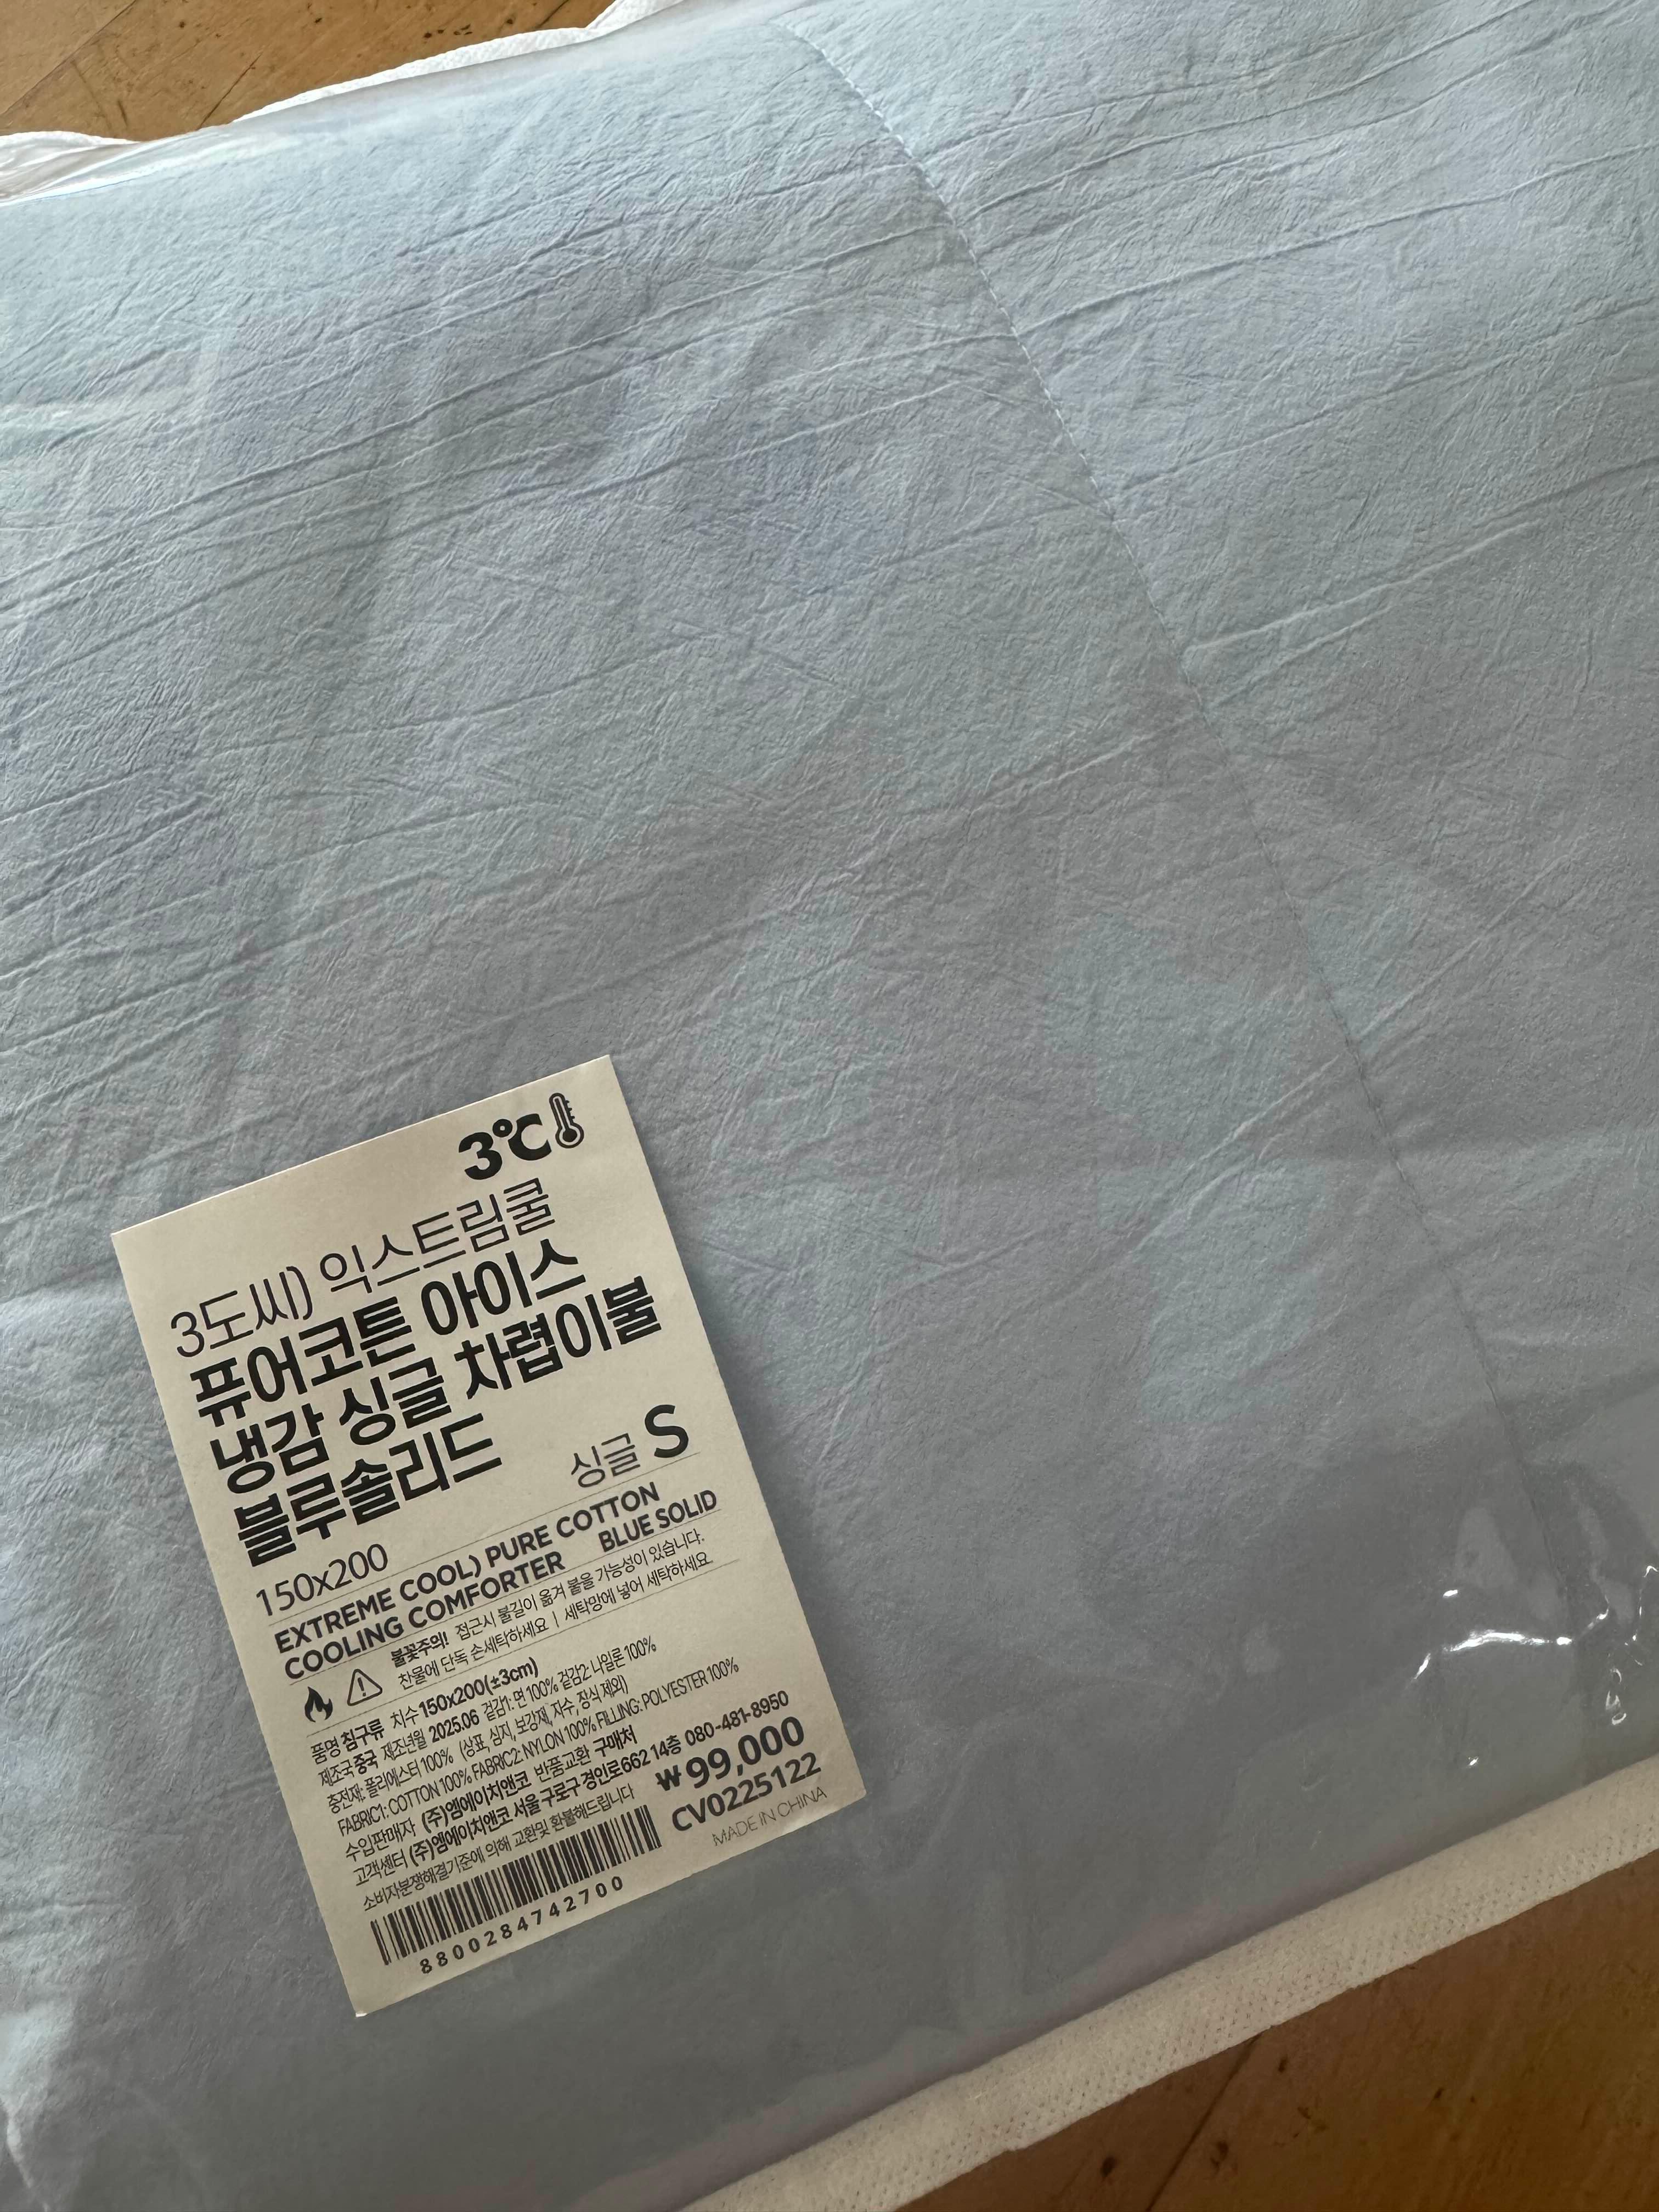 3℃
3도씨) 익스트림쿨
퓨어코튼 아이스
냉감 싱글 차렵이불
블루솔리드
싱글 S
150x200
EXTREME COOL) PURE COTTON
COOLING COMFORTER BLUE SOLID
불꽃주의! 접근시 불길이 옮겨 붙을 가능성이 있습니다.
찬물에 단독 손세탁하세요 | 세탁망에 넣어 세탁하세요
품명 침구류 치수 150x200(±3cm)
제조국 중국 제조년월 2025.06 겉감1: 면 100% 겉감2: 나일론 100%
충전재: 폴리에스터 100% (상표, 심지, 보강재, 자수, 장식 제외)
FABRIC1: COTTON 100% FABRIC2: NYLON 100% FILLING: POLYESTER 100%
수입판매자 (주)엠에이치앤코 반품교환 구매처
고객센터 (주)엠에이치앤코 서울 구로구 경인로 662 14층 080-481-8950
소비자분쟁해결기준에 의해 교환및 환불해드립니다
₩99,000
CV0225122
MADE IN CHINA
8800284742700